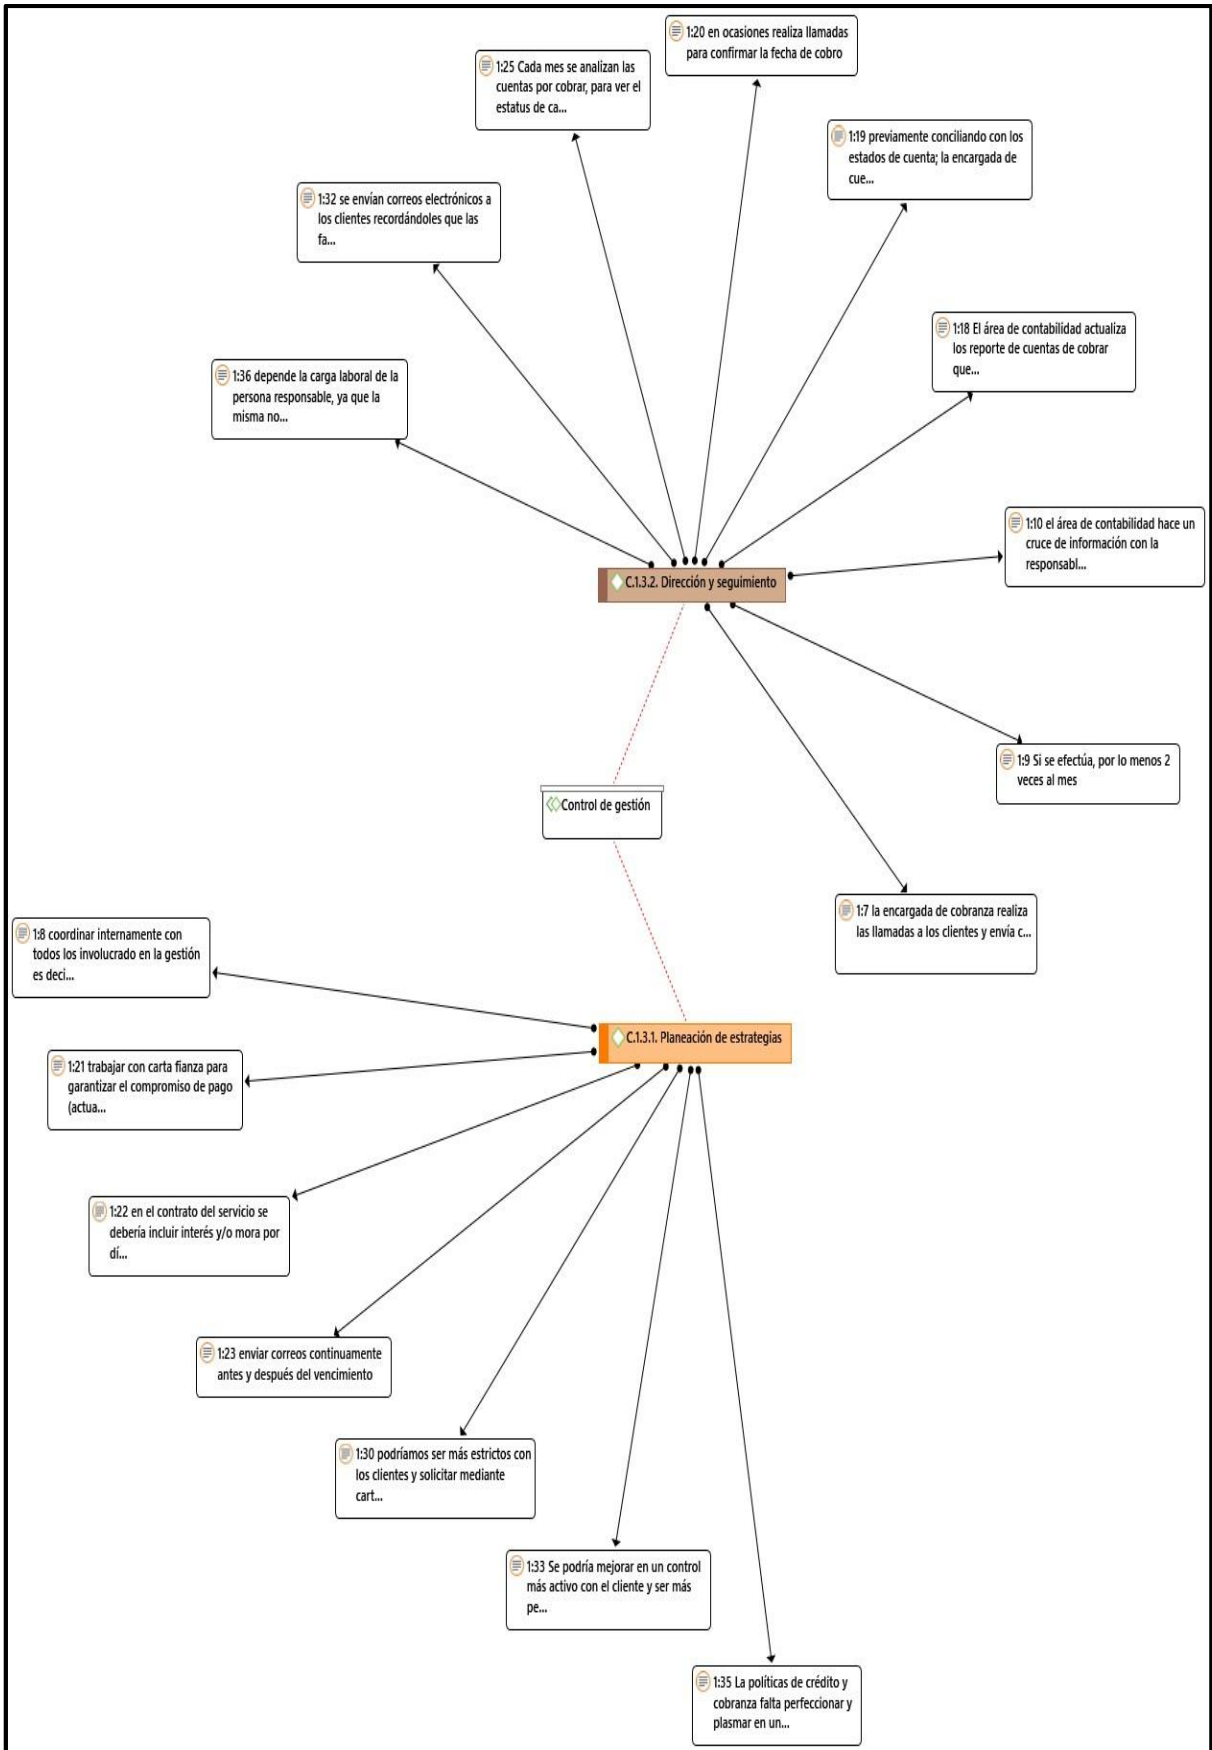 1:20 en ocasiones realiza llamadas
para confirmar la fecha de cobro
1:25 Cada mes se analizan las
cuentas por cobrar, para ver el
estatus de ca...
1:19 previamente conciliando con los
estados de cuenta; la encargada de
cue...
1:32 se envían correos electrónicos a
los clientes recordándoles que las
fa...
1:18 El área de contabilidad actualiza
los reporte de cuentas de cobrar
que...
1:36 depende la carga laboral de la
persona responsable, ya que la
misma no...
1:10 el área de contabilidad hace un
cruce de información con la
responsabl...
C.1.3.2. Dirección y seguimiento
1:9 Si se efectúa, por lo menos 2
veces al mes
Control de gestión
1:7 la encargada de cobranza realiza
las llamadas a los clientes y envía c...
1:8 coordinar internamente con
todos los involucrado en la gestión
es deci...
C.1.3.1. Planeación de estrategias
1:21 trabajar con carta fianza para
garantizar el compromiso de pago
(actua...
1:22 en el contrato del servicio se
debería incluir interés y/o mora por
dí...
1:23 enviar correos continuamente
antes y después del vencimiento
1:30 podríamos ser más estrictos con
los clientes y solicitar mediante
cart...
1:33 Se podría mejorar en un control
más activo con el cliente y ser más
pe...
1:35 La políticas de crédito y
cobranza falta perfeccionar y
plasmar en un...